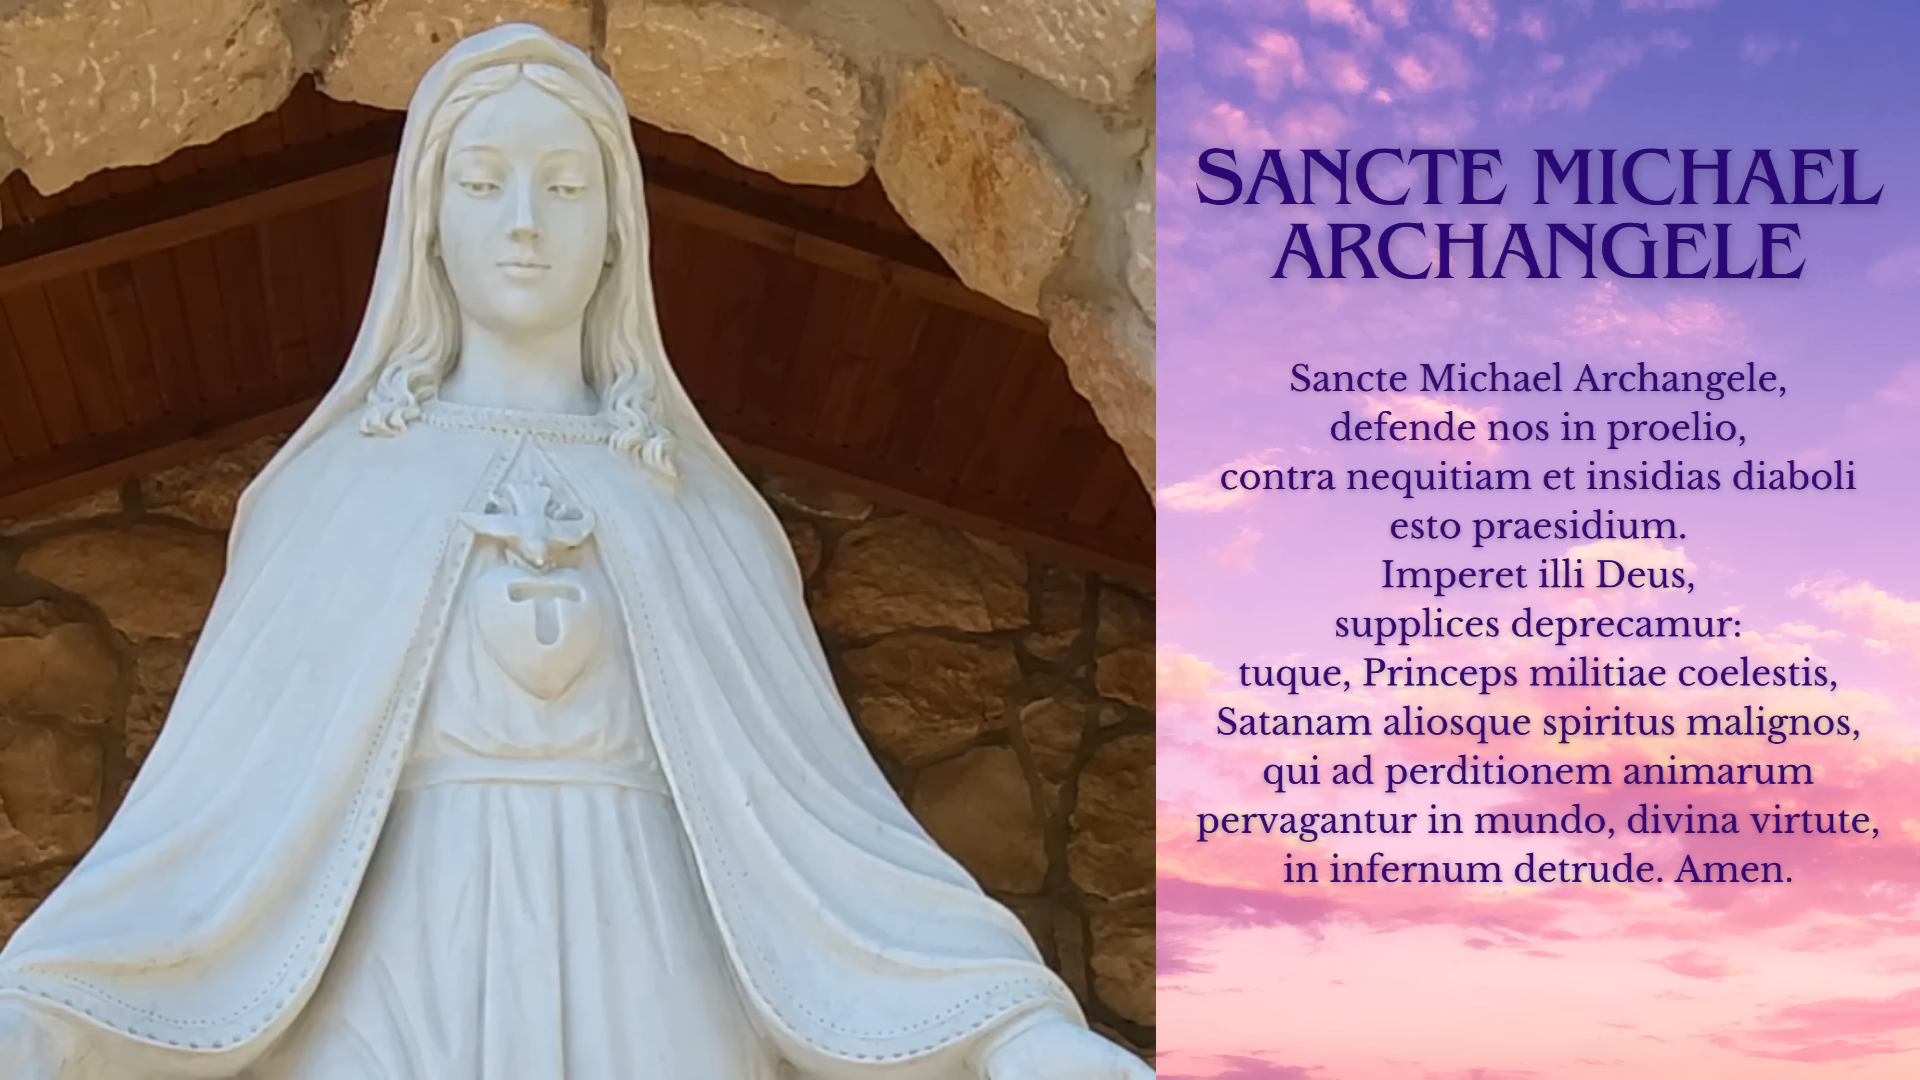 SANCTE MICHAEL
ARCHANGELE
Sancte Michael Archangele,
defende nos in proelio,
contra nequitiam et insidias diaboli
esto praesidium.
Imperet illi Deus,
supplices deprecamur:
tuque, Princeps militiae coelestis,
Satanam aliosque spiritus malignos,
qui ad perditionem animarum
pervagantur in mundo, divina virtute,
in infernum detrude. Amen.